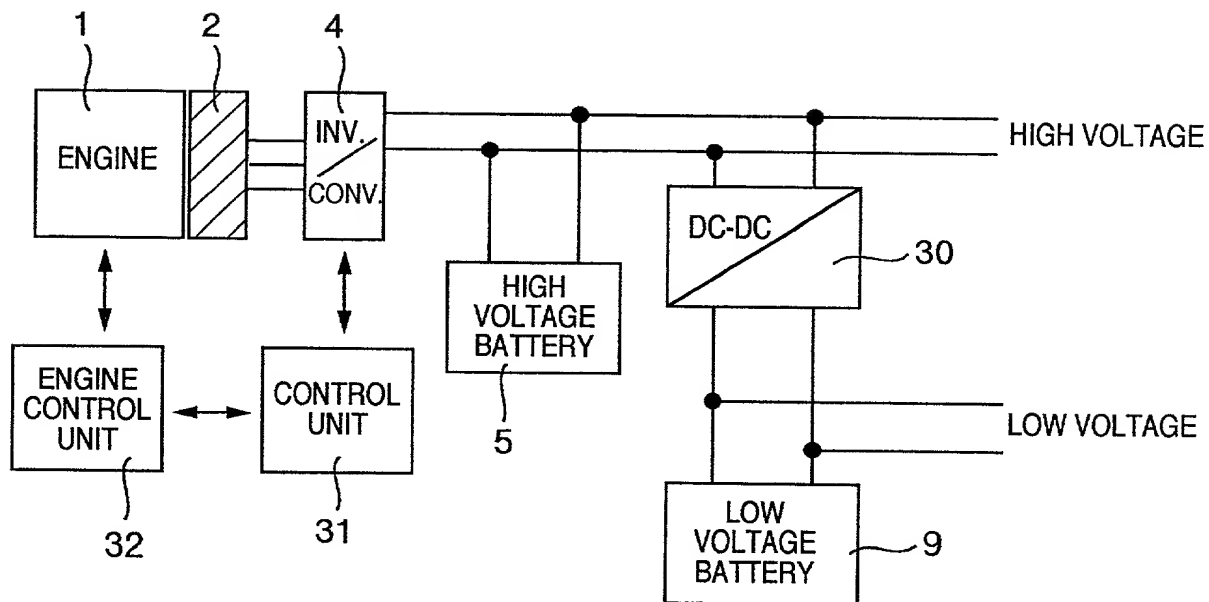 1
2
4
ENGINE
INV.
CONV.
HIGH VOLTAGE
DC-DC
30
HIGH
VOLTAGE
BATTERY
5
ENGINE
CONTROL
UNIT
32
CONTROL
UNIT
31
LOW VOLTAGE
LOW
VOLTAGE
BATTERY
9